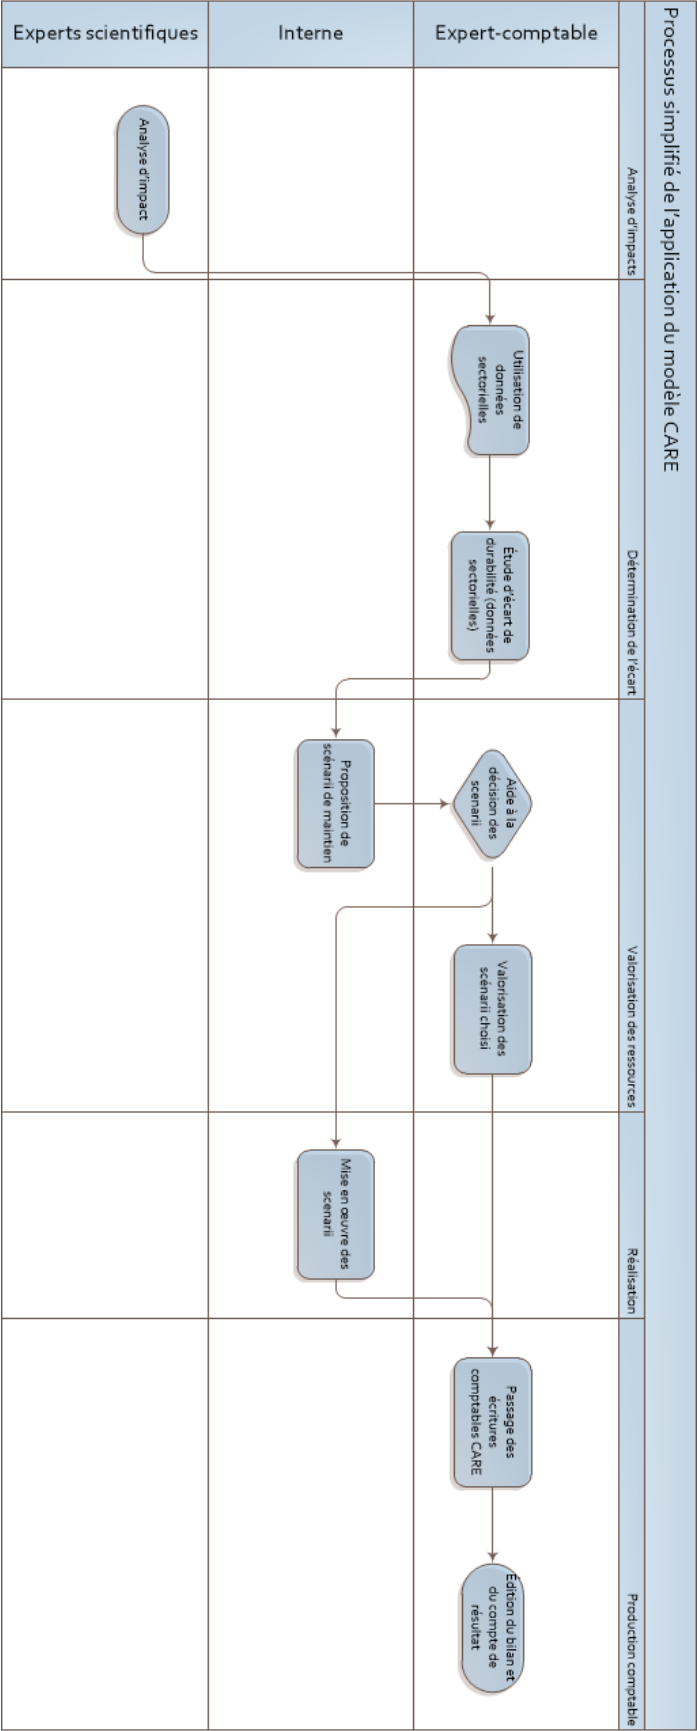 Processus simplifié de l'application du modèle CARE
Experts scientifiques
Interne
Expert-comptable
Analyse d'impacts
Détermination de l'écart
Valorisation des ressources
Réalisation
Production comptable
Analyse d'impact
Utilisation de
données
sectorielles
Étude d'écart de
durabilité (données
sectorielles)
Proposition de
scénarii de maintien
Aide à la
décision des
scenarii
Valorisation des
scénarii choisi
Mise en œuvre des
scenarii
Passage des
écritures
comptables CARE
Édition du bilan et
du compte de
résultat